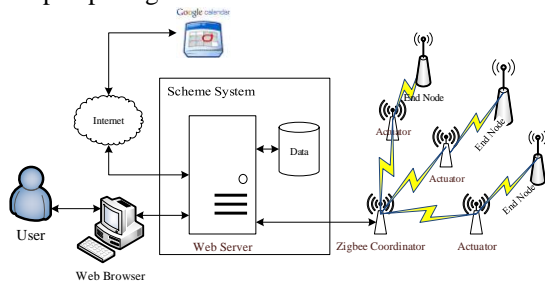 Google calendar
Scheme System
Internet
Data
User
Web Browser
Web Server
Zigbee Coordinator
Actuator
Actuator
Actuator
End Node
End Node
End Node